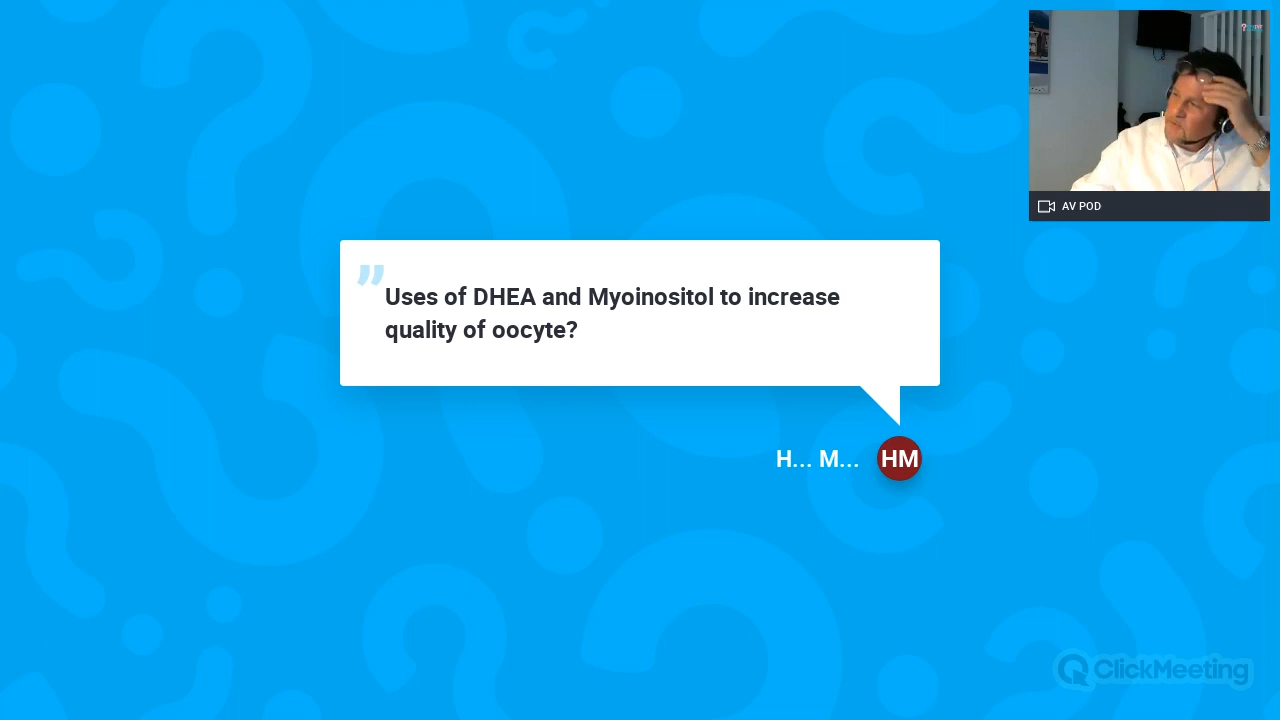 AV POD
Uses of DHEA and Myoinositol to increase
quality of oocyte?
H... M...
HM
ClickMeeting